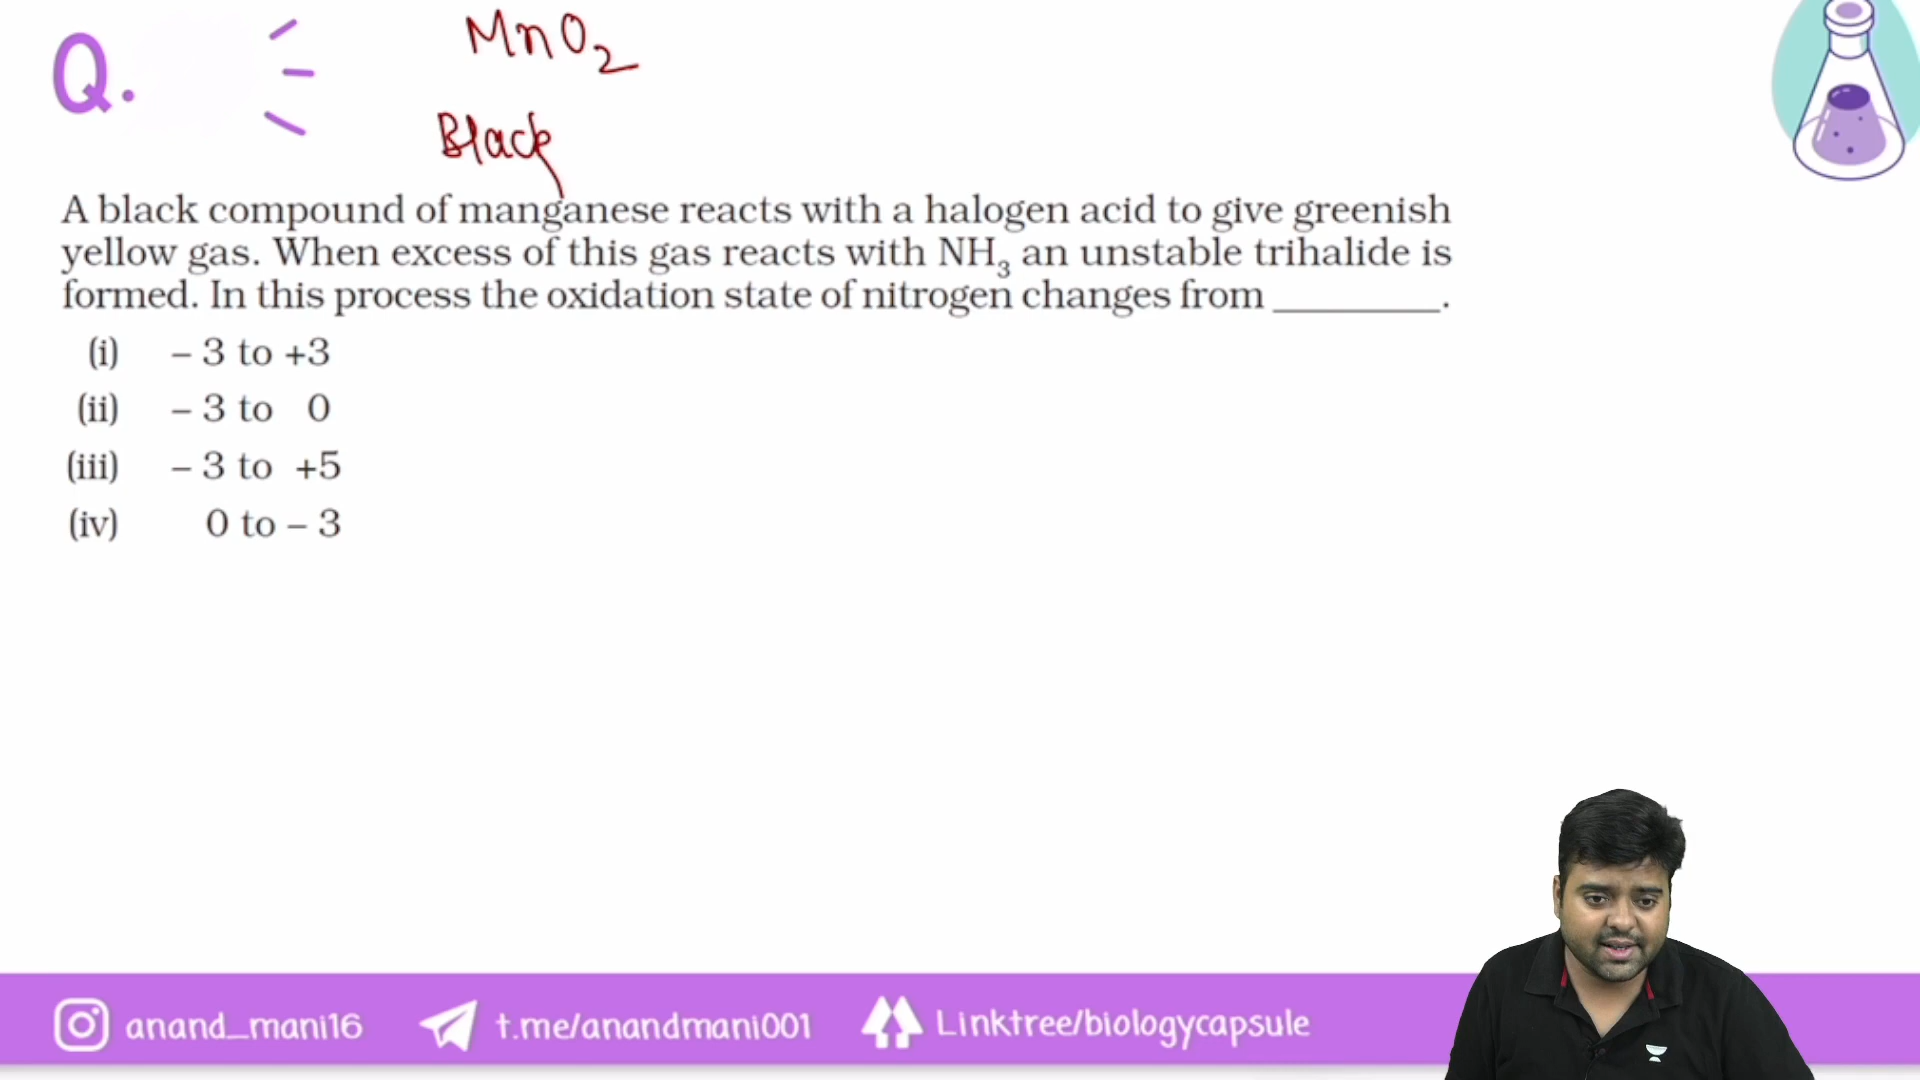 Q.
MnO₂
Black
A black compound of manganese reacts with a halogen acid to give greenish
yellow gas. When excess of this gas reacts with NH₃ an unstable trihalide is
formed. In this process the oxidation state of nitrogen changes from _________.
(i) – 3 to +3
(ii) – 3 to 0
(iii) – 3 to +5
(iv) 0 to – 3
anand_mani16 t.me/anandmani001 Linktree/biologycapsule